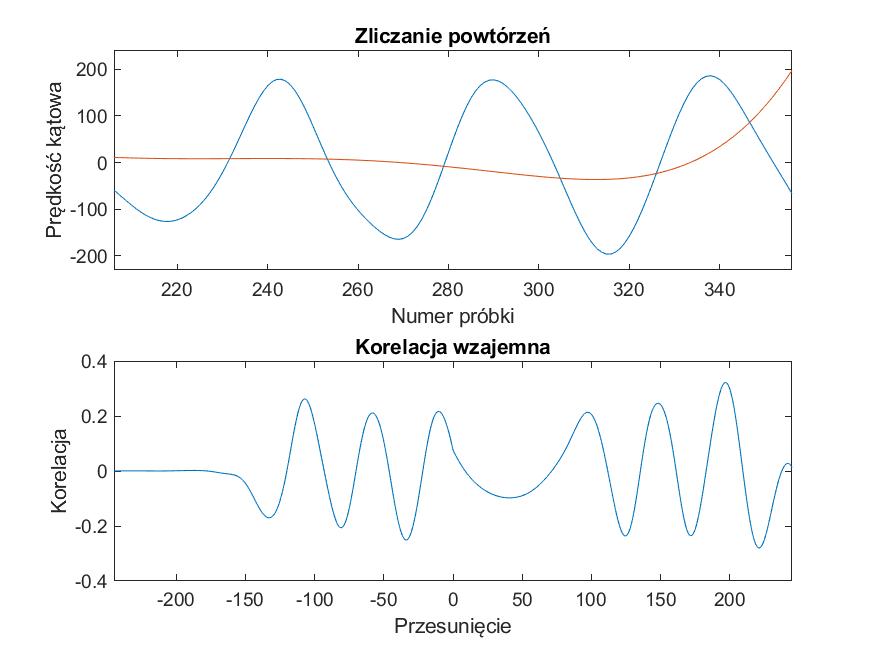 Zliczanie powtórzeń
Prędkość kątowa
200
100
0
-100
-200
220 240 260 280 300 320 340
Numer próbki
Korelacja wzajemna
Korelacja
0.4
0.2
0
-0.2
-0.4
-200 -150 -100 -50 0 50 100 150 200
Przesunięcie